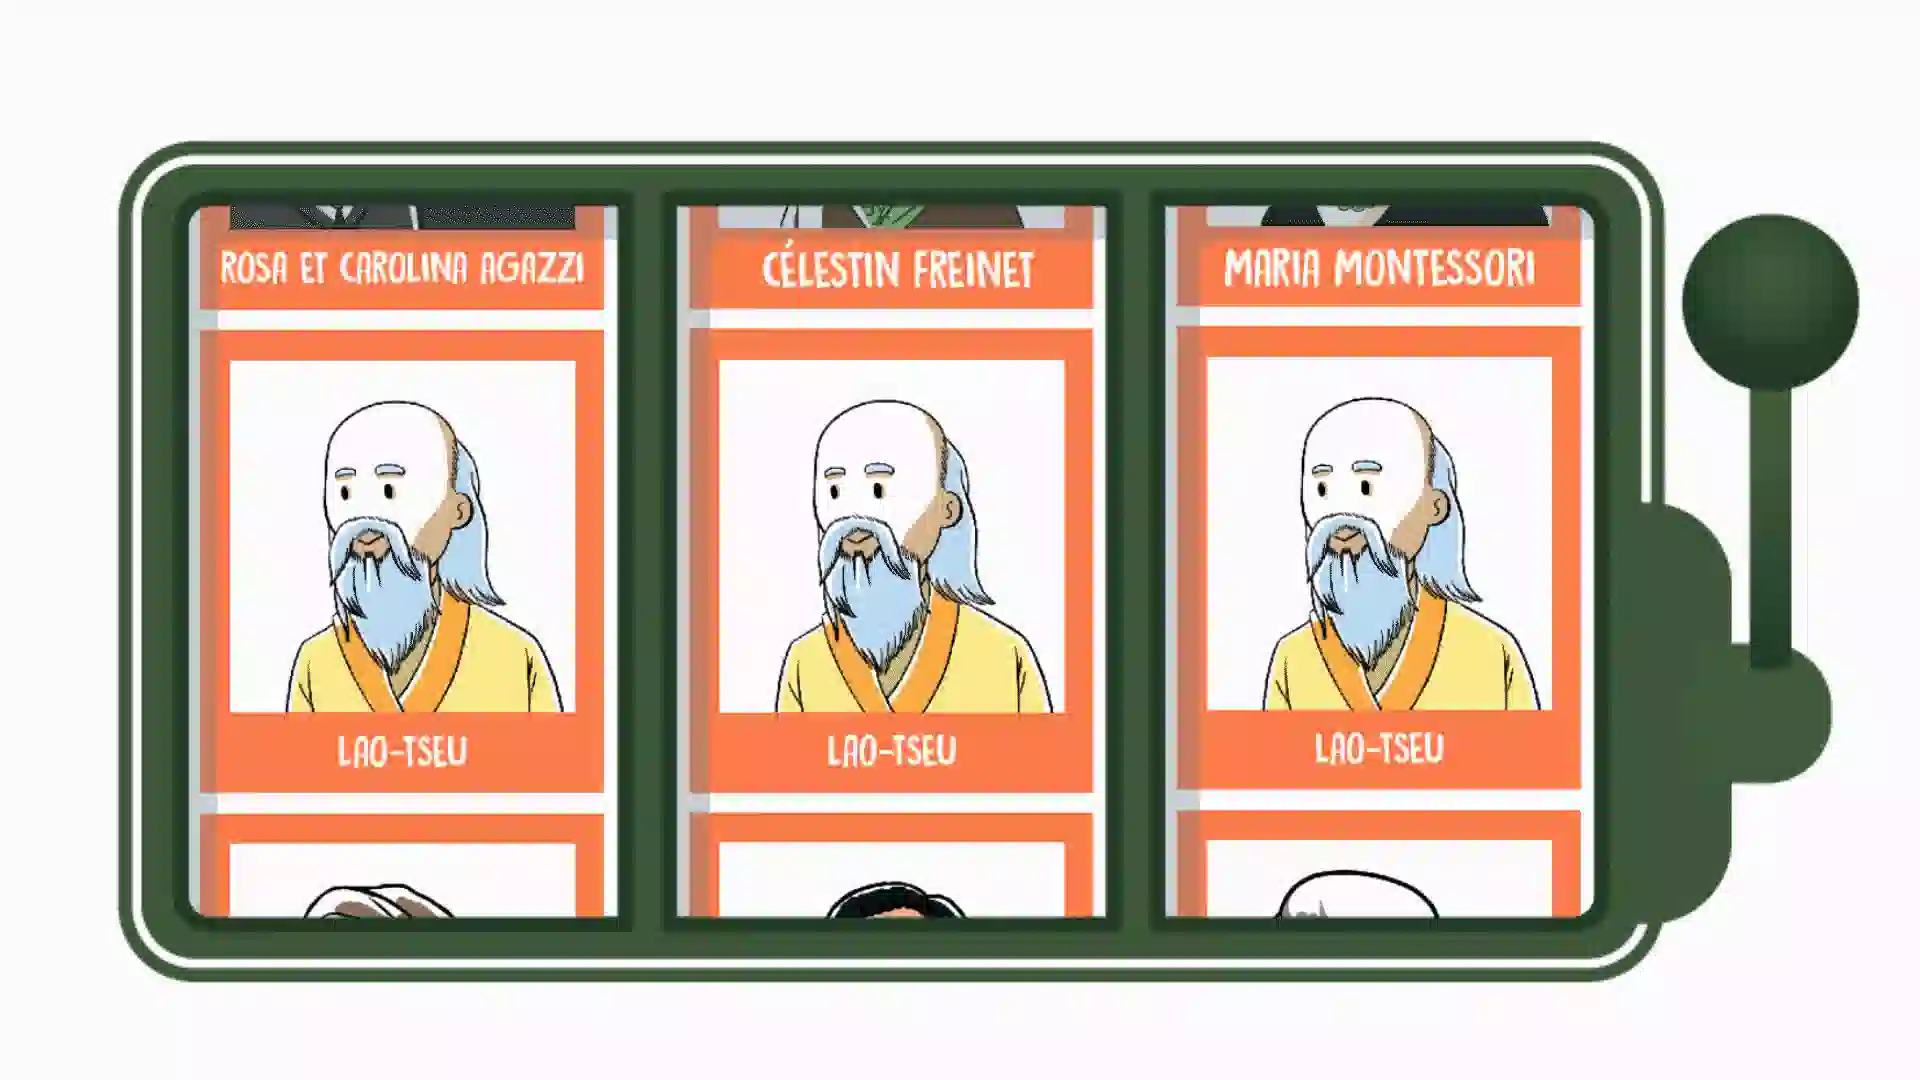 ROSA ET CAROLINA AGAZZI
CÉLESTIN FREINET
MARIA MONTESSORI
LAO-TSEU
LAO-TSEU
LAO-TSEU